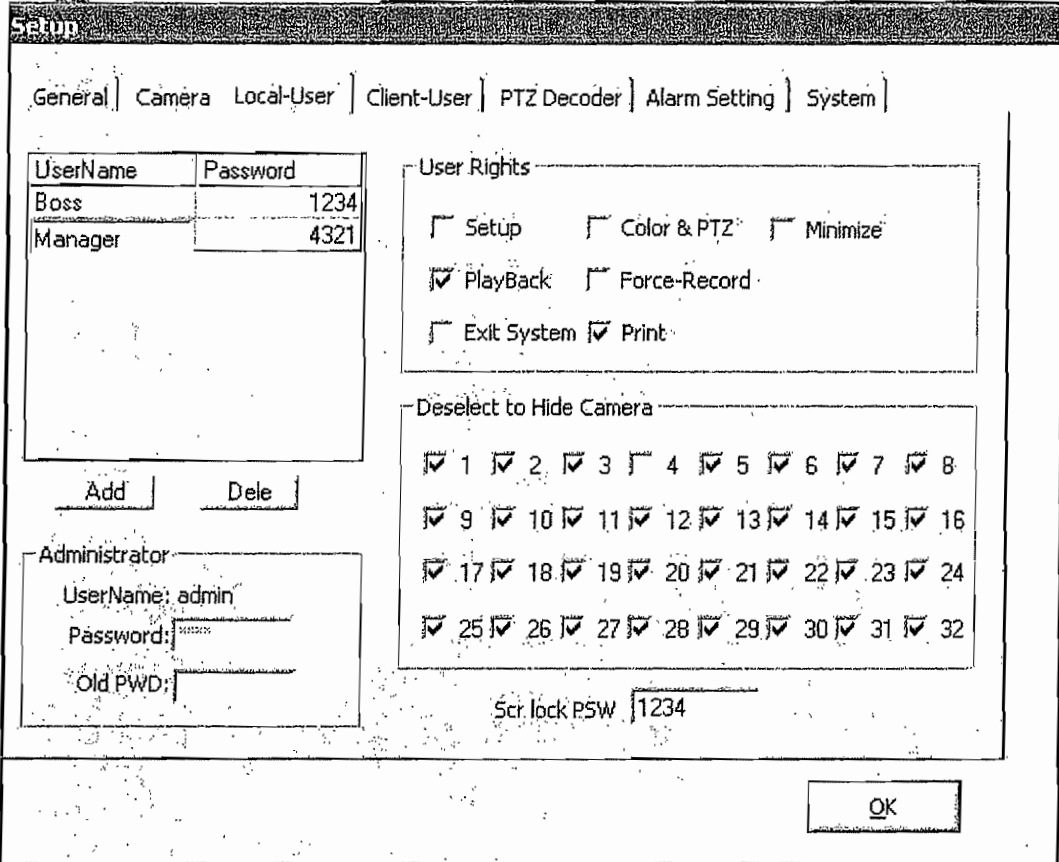 Setup
General Camera Local-User Client-User PTZ Decoder Alarm Setting System
UserName Password
Boss 1234
Manager 4321
Add Dele
Administrator
UserName: admin
Password: *****
Old PWD:
User Rights
Setup Color & PTZ Minimize
PlayBack Force-Record
Exit System Print
Deselect to Hide Camera
1 2 3 4 5 6 7 8
9 10 11 12 13 14 15 16
17 18 19 20 21 22 23 24
25 26 27 28 29 30 31 32
Scr lock PSW 1234
OK